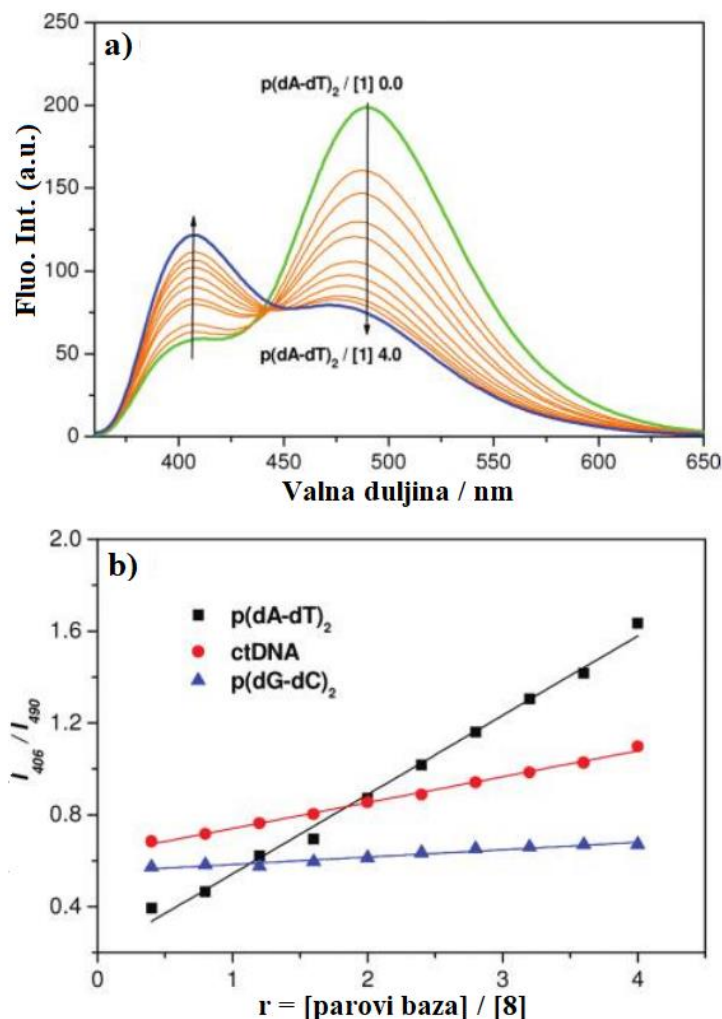 a)
p(dA-dT)2 / [1] 0.0
p(dA-dT)2 / [1] 4.0
Fluo. Int. (a.u.)
250
200
150
100
50
0
400 450 500 550 600 650
Valna duljina / nm
b)
p(dA-dT)2
ctDNA
p(dG-dC)2
I406 / I490
2.0
1.6
1.2
0.8
0.4
0 1 2 3 4
r = [parovi baza] / [8]